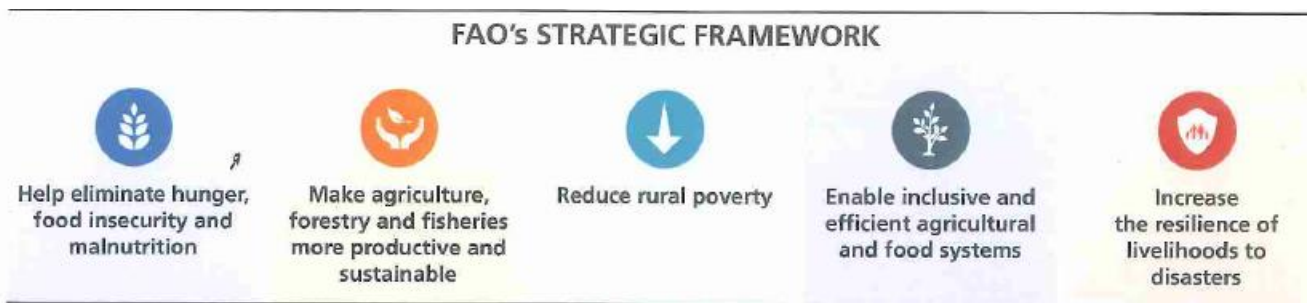 FAO's STRATEGIC FRAMEWORK
Help eliminate hunger,
food insecurity and
malnutrition
Make agriculture,
forestry and fisheries
more productive and
sustainable
Reduce rural poverty
Enable inclusive and
efficient agricultural
and food systems
Increase
the resilience of
livelihoods to
disasters